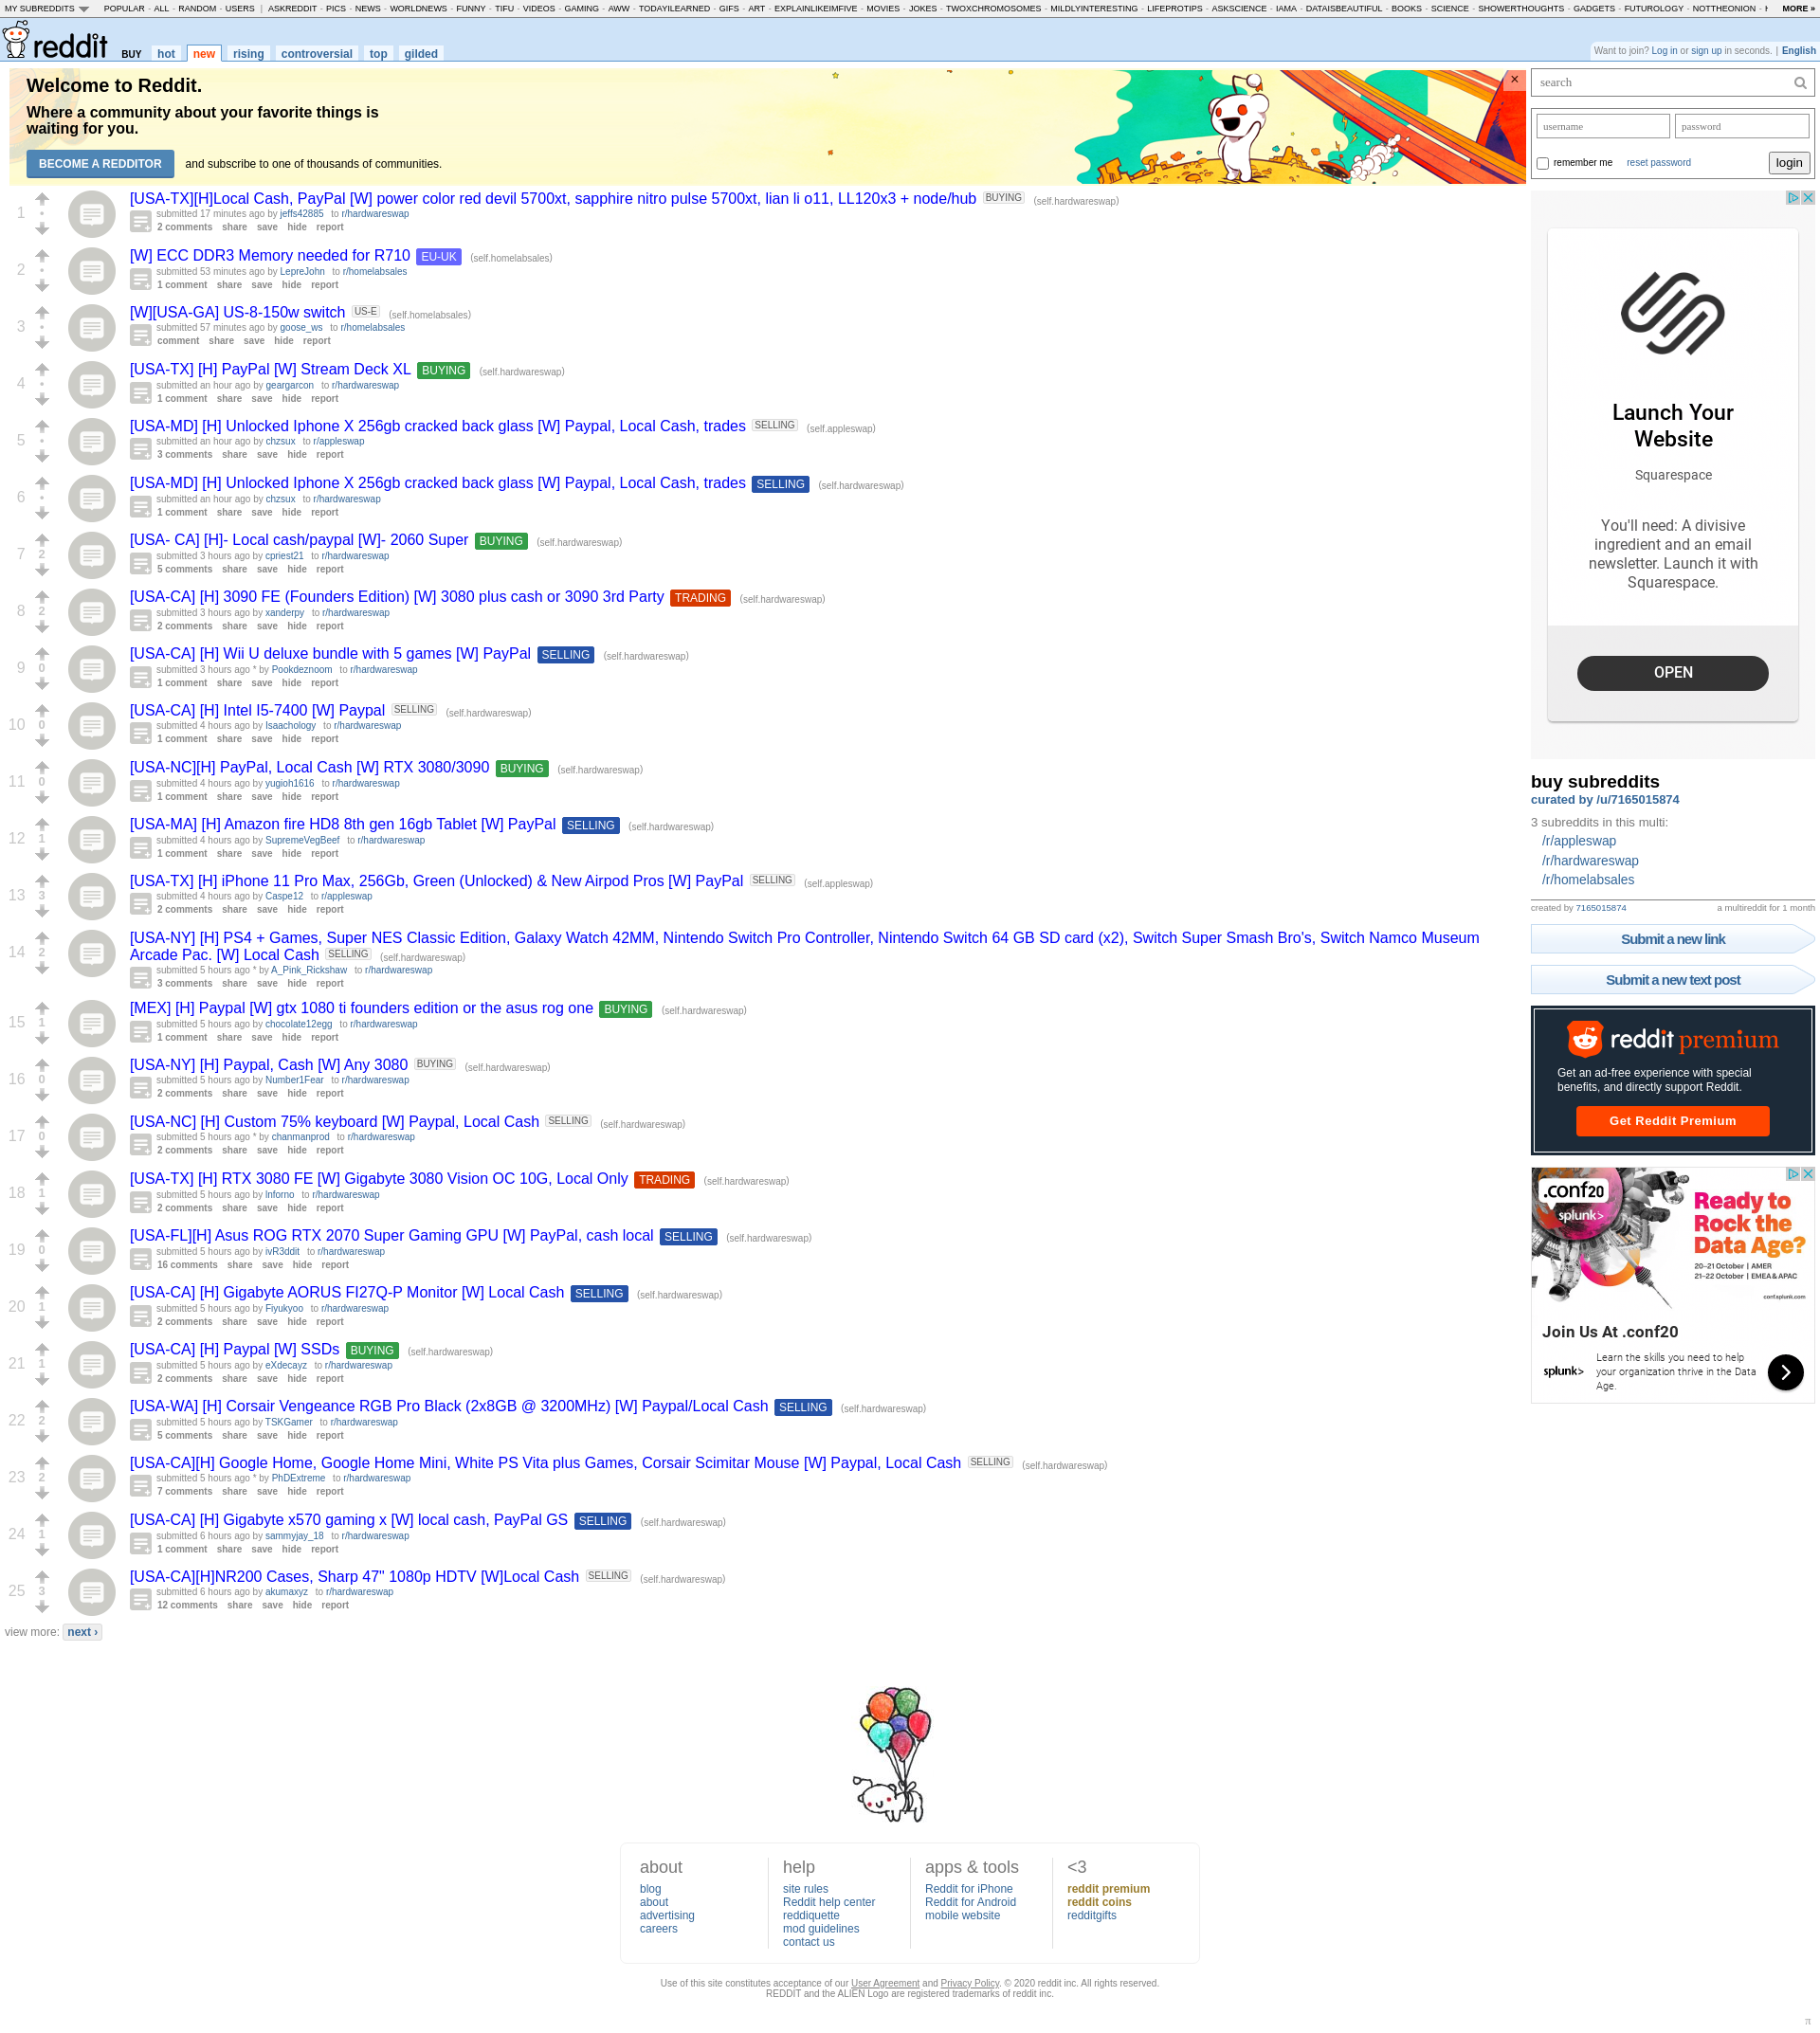 MY SUBREDDITS POPULAR - ALL - RANDOM - USERS | ASKREDDIT - PICS - NEWS - WORLDNEWS - FUNNY - TIFU - VIDEOS - GAMING - AWW - TODAYILEARNED - GIFS - ART - EXPLAINLIKEIMFIVE - MOVIES - JOKES - TWOXCHROMOSOMES - MILDLYINTERESTING - LIFEPROTIPS - ASKSCIENCE - IAMA - DATAISBEAUTIFUL - BOOKS - SCIENCE - SHOWERTHOUGHTS - GADGETS - FUTUROLOGY - NOTTHEONION - MORE »
reddit BUY hot new rising controversial top gilded
Want to join? Log in or sign up in seconds. | English
Welcome to Reddit.
Where a community about your favorite things is
waiting for you.
BECOME A REDDITOR and subscribe to one of thousands of communities.
×
1
[USA-TX][H]Local Cash, PayPal [W] power color red devil 5700xt, sapphire nitro pulse 5700xt, lian li o11, LL120x3 + node/hub BUYING (self.hardwareswap)
submitted 17 minutes ago by jeffs42885 to r/hardwareswap
2 comments share save hide report
2
[W] ECC DDR3 Memory needed for R710 EU-UK (self.homelabsales)
submitted 53 minutes ago by LepreJohn to r/homelabsales
1 comment share save hide report
3
[W][USA-GA] US-8-150w switch US-E (self.homelabsales)
submitted 57 minutes ago by goose_ws to r/homelabsales
comment share save hide report
4
[USA-TX] [H] PayPal [W] Stream Deck XL BUYING (self.hardwareswap)
submitted an hour ago by geargarcon to r/hardwareswap
1 comment share save hide report
5
[USA-MD] [H] Unlocked Iphone X 256gb cracked back glass [W] Paypal, Local Cash, trades SELLING (self.appleswap)
submitted an hour ago by chzsux to r/appleswap
3 comments share save hide report
6
[USA-MD] [H] Unlocked Iphone X 256gb cracked back glass [W] Paypal, Local Cash, trades SELLING (self.hardwareswap)
submitted an hour ago by chzsux to r/hardwareswap
1 comment share save hide report
7 2
[USA- CA] [H]- Local cash/paypal [W]- 2060 Super BUYING (self.hardwareswap)
submitted 3 hours ago by cpriest21 to r/hardwareswap
5 comments share save hide report
8 2
[USA-CA] [H] 3090 FE (Founders Edition) [W] 3080 plus cash or 3090 3rd Party TRADING (self.hardwareswap)
submitted 3 hours ago by xanderpy to r/hardwareswap
2 comments share save hide report
9 0
[USA-CA] [H] Wii U deluxe bundle with 5 games [W] PayPal SELLING (self.hardwareswap)
submitted 3 hours ago * by Pookdeznoom to r/hardwareswap
1 comment share save hide report
10 0
[USA-CA] [H] Intel I5-7400 [W] Paypal SELLING (self.hardwareswap)
submitted 4 hours ago by Isaachology to r/hardwareswap
1 comment share save hide report
11 0
[USA-NC][H] PayPal, Local Cash [W] RTX 3080/3090 BUYING (self.hardwareswap)
submitted 4 hours ago by yugioh1616 to r/hardwareswap
1 comment share save hide report
12 1
[USA-MA] [H] Amazon fire HD8 8th gen 16gb Tablet [W] PayPal SELLING (self.hardwareswap)
submitted 4 hours ago by SupremeVegBeef to r/hardwareswap
1 comment share save hide report
13 3
[USA-TX] [H] iPhone 11 Pro Max, 256Gb, Green (Unlocked) & New Airpod Pros [W] PayPal SELLING (self.appleswap)
submitted 4 hours ago by Caspe12 to r/appleswap
2 comments share save hide report
14 2
[USA-NY] [H] PS4 + Games, Super NES Classic Edition, Galaxy Watch 42MM, Nintendo Switch Pro Controller, Nintendo Switch 64 GB SD card (x2), Switch Super Smash Bro's, Switch Namco Museum
Arcade Pac. [W] Local Cash SELLING (self.hardwareswap)
submitted 5 hours ago * by A_Pink_Rickshaw to r/hardwareswap
3 comments share save hide report
15 1
[MEX] [H] Paypal [W] gtx 1080 ti founders edition or the asus rog one BUYING (self.hardwareswap)
submitted 5 hours ago by chocolate12egg to r/hardwareswap
1 comment share save hide report
16 0
[USA-NY] [H] Paypal, Cash [W] Any 3080 BUYING (self.hardwareswap)
submitted 5 hours ago by Number1Fear to r/hardwareswap
2 comments share save hide report
17 0
[USA-NC] [H] Custom 75% keyboard [W] Paypal, Local Cash SELLING (self.hardwareswap)
submitted 5 hours ago * by chanmanprod to r/hardwareswap
2 comments share save hide report
18 1
[USA-TX] [H] RTX 3080 FE [W] Gigabyte 3080 Vision OC 10G, Local Only TRADING (self.hardwareswap)
submitted 5 hours ago by to r/hardwareswap
2 comments share save hide report
19 0
[USA-FL][H] Asus ROG RTX 2070 Super Gaming GPU [W] PayPal, cash local SELLING (self.hardwareswap)
submitted 5 hours ago by ivR3ddit to r/hardwareswap
16 comments share save hide report
20 1
[USA-CA] [H] Gigabyte AORUS FI27Q-P Monitor [W] Local Cash SELLING (self.hardwareswap)
submitted 5 hours ago by Fiyukyoo to r/hardwareswap
2 comments share save hide report
21 1
[USA-CA] [H] Paypal [W] SSDs BUYING (self.hardwareswap)
submitted 5 hours ago by eXdecayz to r/hardwareswap
2 comments share save hide report
22 2
[USA-WA] [H] Corsair Vengeance RGB Pro Black (2x8GB @ 3200MHz) [W] Paypal/Local Cash SELLING (self.hardwareswap)
submitted 5 hours ago by TSKGamer to r/hardwareswap
5 comments share save hide report
23 2
[USA-CA][H] Google Home, Google Home Mini, White PS Vita plus Games, Corsair Scimitar Mouse [W] Paypal, Local Cash SELLING (self.hardwareswap)
submitted 5 hours ago * by PhDExtreme to r/hardwareswap
7 comments share save hide report
24 1
[USA-CA] [H] Gigabyte x570 gaming x [W] local cash, PayPal GS SELLING (self.hardwareswap)
submitted 6 hours ago by sammyjay_18 to r/hardwareswap
1 comment share save hide report
25 3
[USA-CA][H]NR200 Cases, Sharp 47" 1080p HDTV [W]Local Cash SELLING (self.hardwareswap)
submitted 6 hours ago by akumaxyz to r/hardwareswap
12 comments share save hide report
view more: next ›
search
username password
remember me reset password login
Launch Your
Website
Squarespace
You'll need: A divisive
ingredient and an email
newsletter. Launch it with
Squarespace.
OPEN
buy subreddits
curated by /u/7165015874
3 subreddits in this multi:
/r/appleswap
/r/hardwareswap
/r/homelabsales
created by 7165015874 a multireddit for 1 month
Submit a new link
Submit a new text post
reddit premium
Get an ad-free experience with special
benefits, and directly support Reddit.
Get Reddit Premium
.conf20
splunk>
Ready to
Rock the
Data Age?
20-21 October | AMER
21-22 October | EMEA & APAC
conf.splunk.com
Join Us At .conf20
splunk>
Learn the skills you need to help
your organization thrive in the Data
Age.
about
blog
about
advertising
careers
help
site rules
Reddit help center
reddiquette
mod guidelines
contact us
apps & tools
Reddit for iPhone
Reddit for Android
mobile website
<3
reddit premium
reddit coins
redditgifts
Use of this site constitutes acceptance of our User Agreement and Privacy Policy. © 2020 reddit inc. All rights reserved.
REDDIT and the ALIEN Logo are registered trademarks of reddit inc.
π